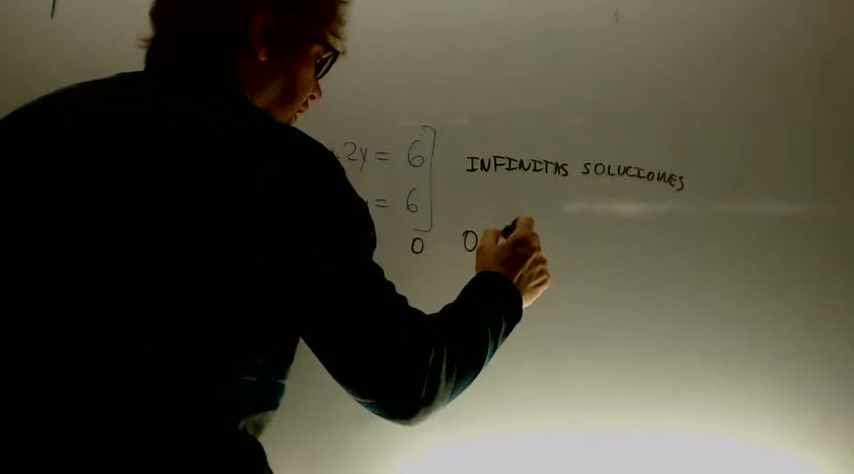 2y = 6 INFINITAS SOLUCIONES
= 6
0 0